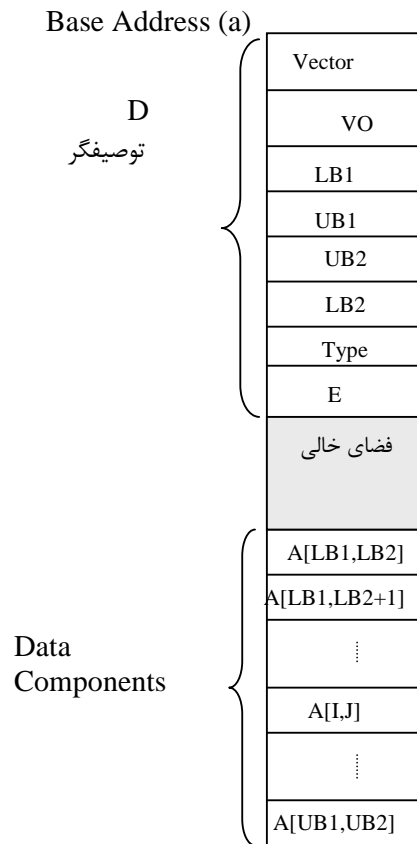 Base Address (a)
Vector
D
توصیفگر
VO
LB1
UB1
UB2
LB2
Type
E
فضای خالی
A[LB1,LB2]
A[LB1,LB2+1]
Data
Components
A[I,J]
A[UB1,UB2]